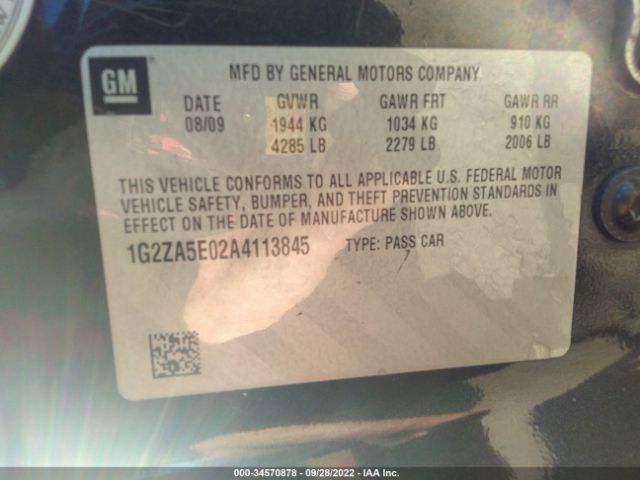 GM
MFD BY GENERAL MOTORS COMPANY
DATE GVWR GAWR FRT GAWR RR
08/09 1944 KG 1034 KG 910 KG
4285 LB 2279 LB 2006 LB
THIS VEHICLE CONFORMS TO ALL APPLICABLE U.S. FEDERAL MOTOR
VEHICLE SAFETY, BUMPER, AND THEFT PREVENTION STANDARDS IN
EFFECT ON THE DATE OF MANUFACTURE SHOWN ABOVE.
1G2ZA5E02A4113845 TYPE: PASS CAR
000-34570878 - 09/28/2022 - IAA Inc.